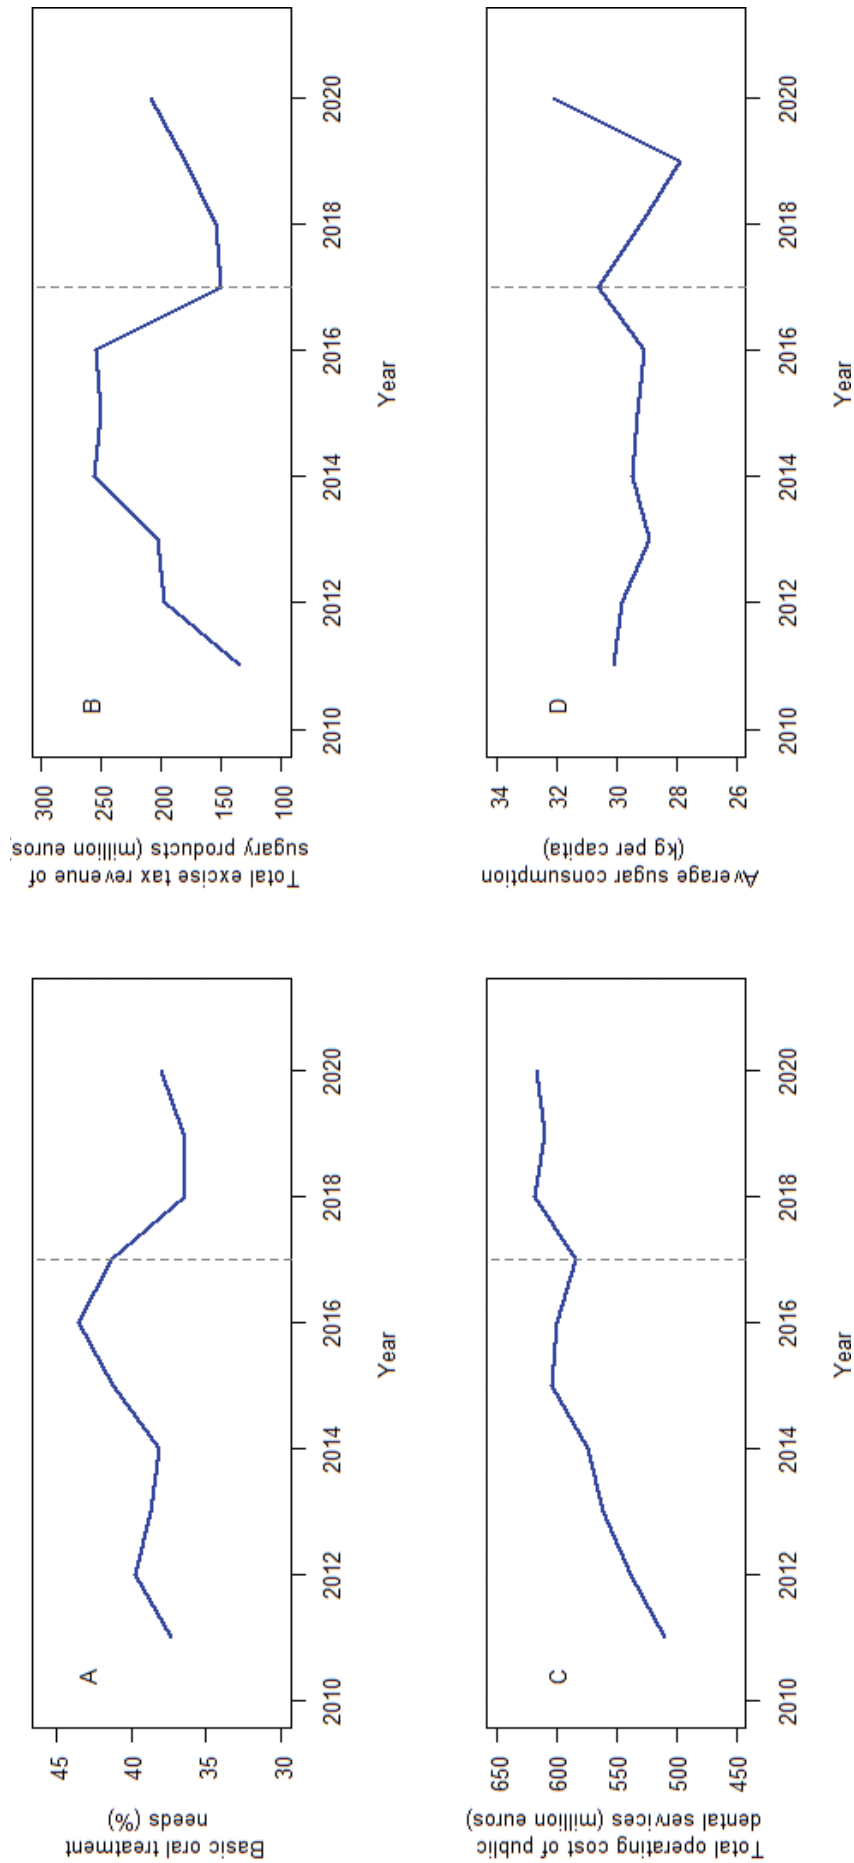 A
Basic oral treatment
needs (%)
45
40
35
30
2010
2012
2014
2016
2018
2020
Year
B
Total excise tax revenue of
sugary products (million euros)
300
250
200
150
100
2010
2012
2014
2016
2018
2020
Year
C
Total operating cost of public
dental services (million euros)
650
600
550
500
450
2010
2012
2014
2016
2018
2020
Year
D
Average sugar consumption
(kg per capita)
34
32
30
28
26
2010
2012
2014
2016
2018
2020
Year